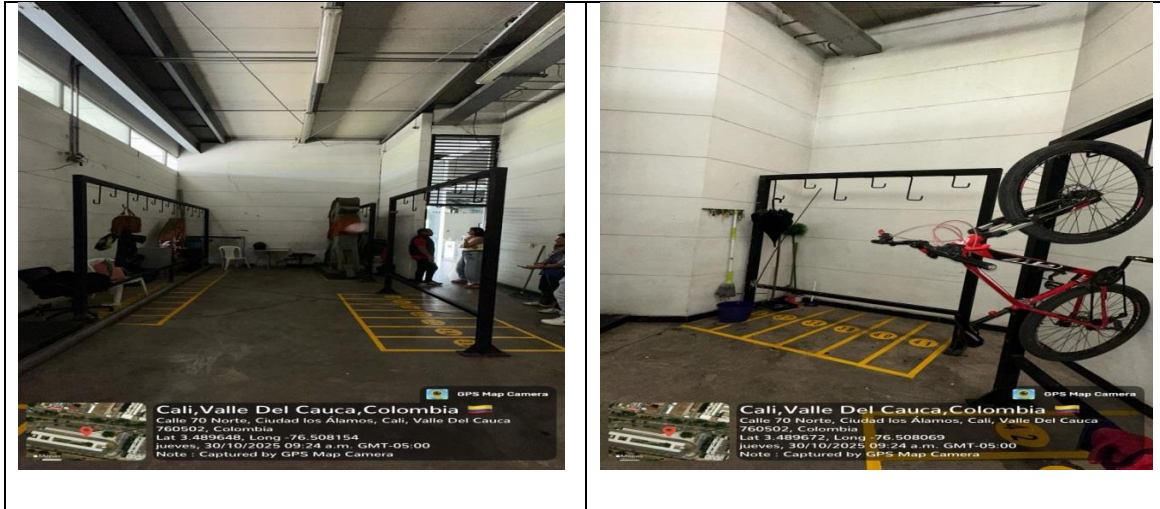 GPS Map Camera
Cali,Valle Del Cauca,Colombia
Calle 70 Norte, Ciudad los Álamos, Cali, Valle Del Cauca
760502, Colombia
Lat 3.489648, Long -76.508154
jueves, 30/10/2025 09:24 a.m. GMT-05:00
Note : Captured by GPS Map Camera
GPS Map Camera
Cali,Valle Del Cauca,Colombia
Calle 70 Norte, Ciudad los Álamos, Cali, Valle Del Cauca
760502, Colombia
Lat 3.489672, Long -76.508069
jueves, 30/10/2025 09:24 a.m. GMT-05:00
Note : Captured by GPS Map Camera
2